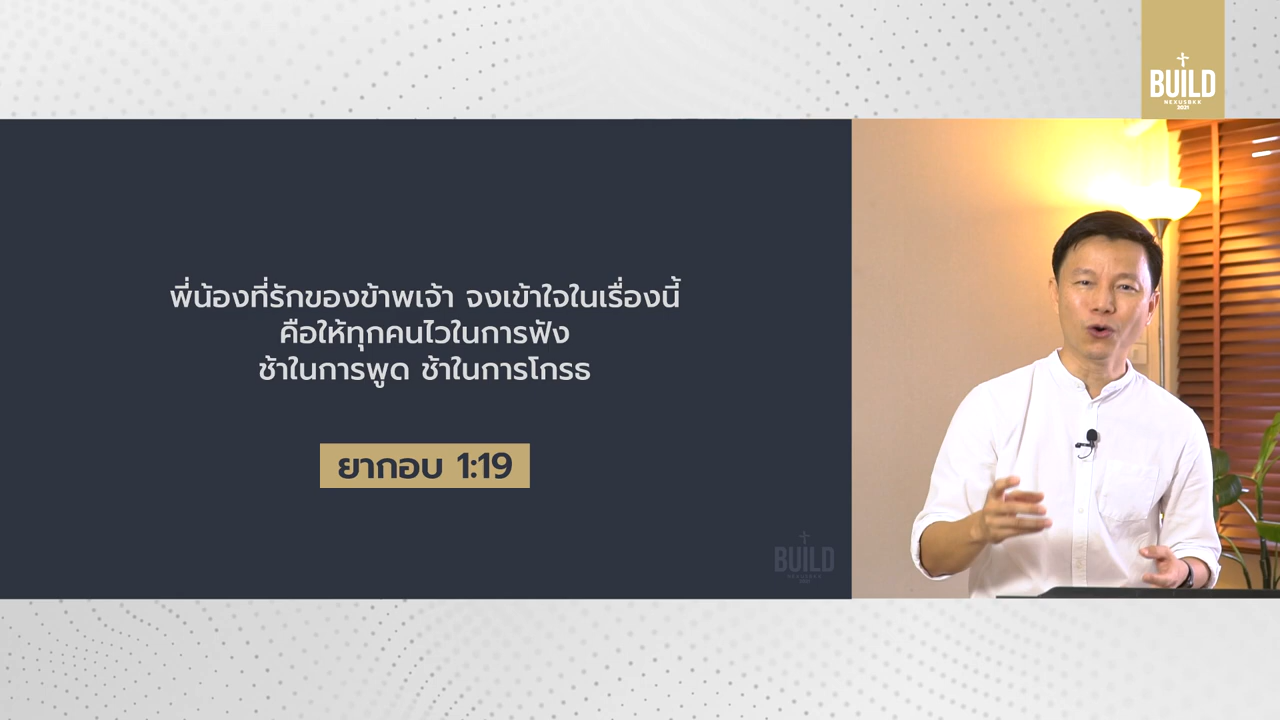 BUILD
NEXUSBKK
2021
พี่น้องที่รักของข้าพเจ้า จงเข้าใจในเรื่องนี้
คือให้ทุกคนไวในการฟัง
ช้าในการพูด ช้าในการโกรธ
ยากอบ 1:19
BUILD
NEXUSBKK
2021